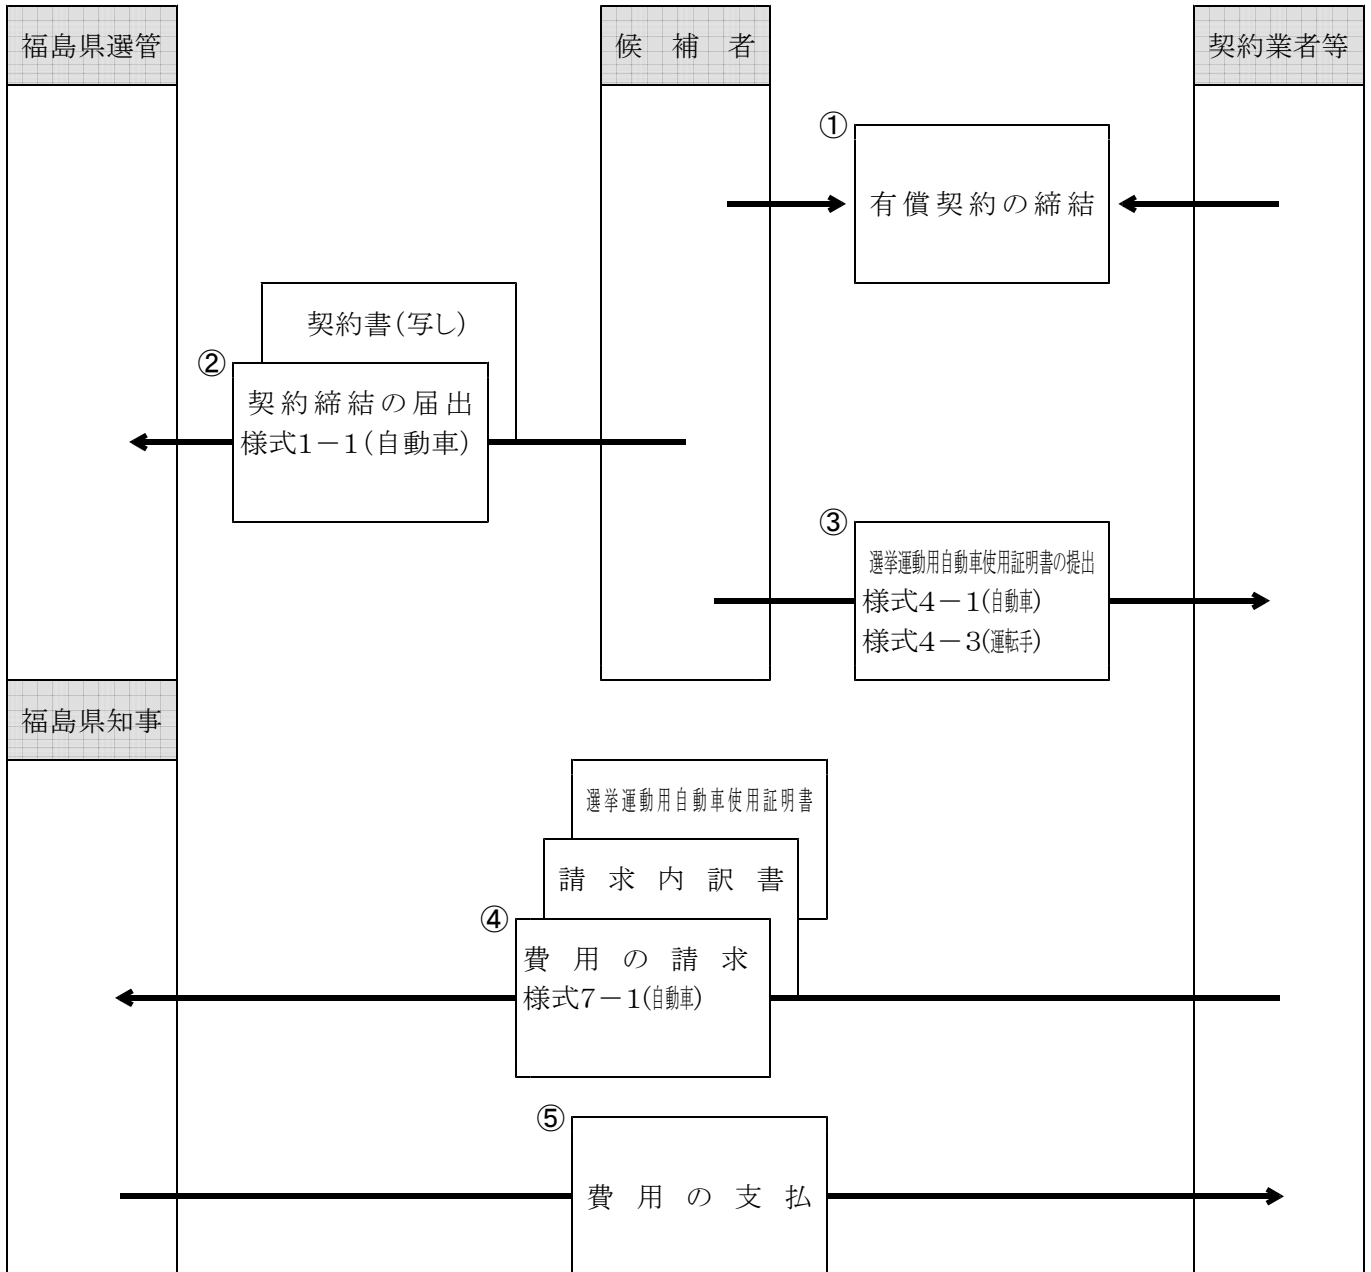 福島県選管
候補者
契約業者等
①
有償契約の締結
契約書（写し）
②
契約締結の届出
様式1－1（自動車）
③
選挙運動用自動車使用証明書の提出
様式4－1(自動車)
様式4－3(運転手)
福島県知事
選挙運動用自動車使用証明書
請求内訳書
④
費用の請求
様式7－1(自動車)
⑤
費用の支払